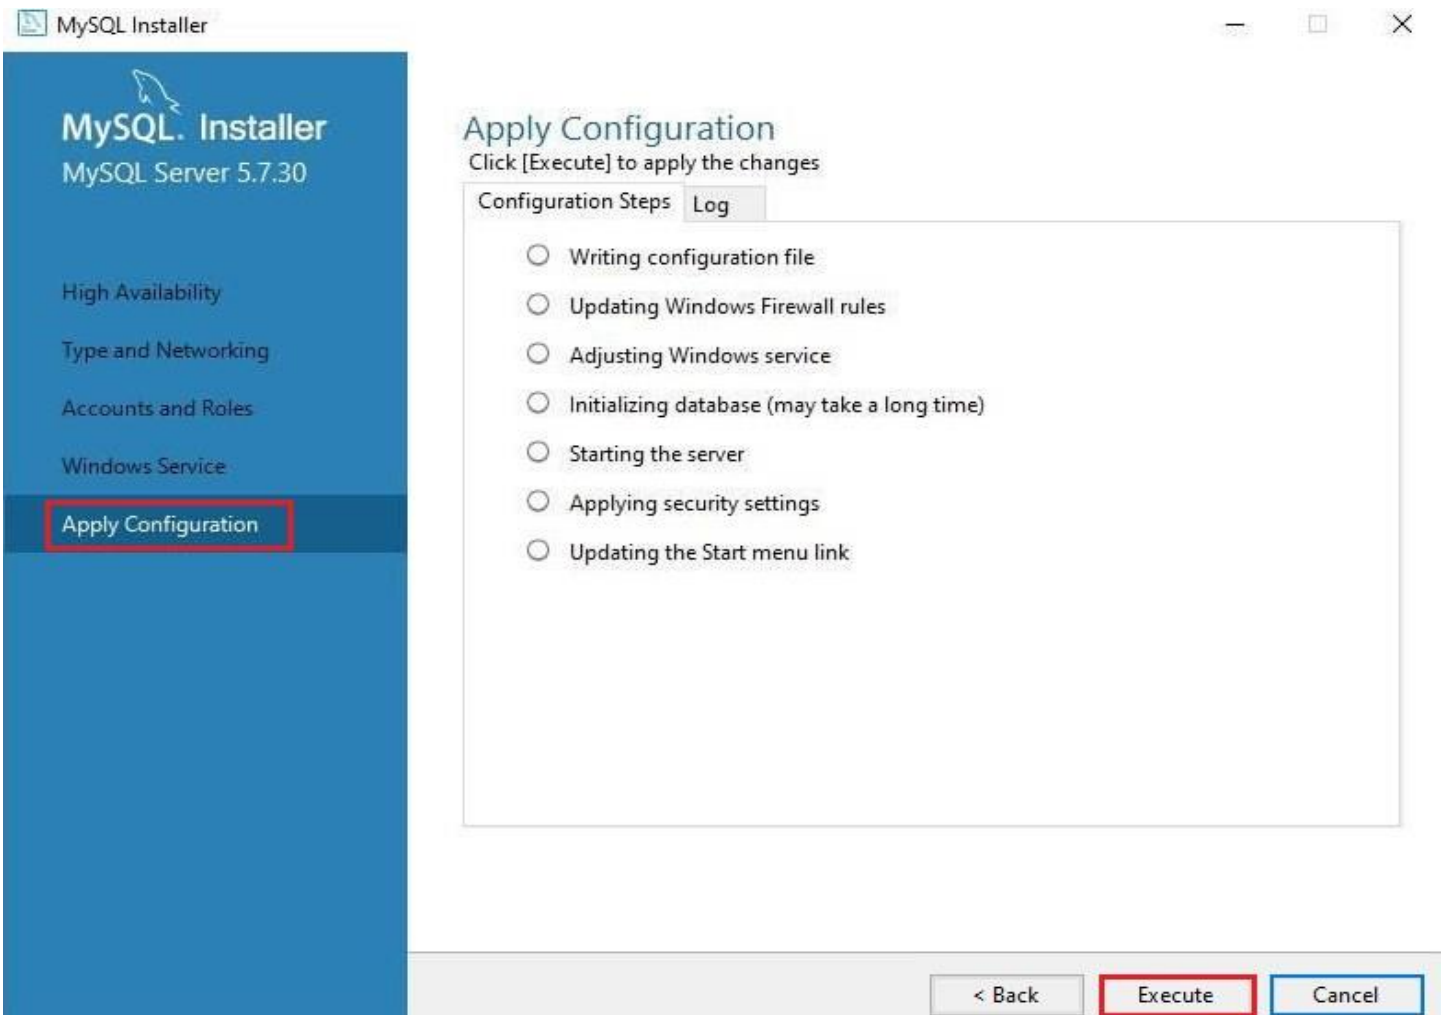 MySQL Installer
MySQL. Installer
MySQL Server 5.7.30
High Availability
Type and Networking
Accounts and Roles
Windows Service
Apply Configuration
Apply Configuration
Click [Execute] to apply the changes
Configuration Steps
Log
Writing configuration file
Updating Windows Firewall rules
Adjusting Windows service
Initializing database (may take a long time)
Starting the server
Applying security settings
Updating the Start menu link
< Back
Execute
Cancel